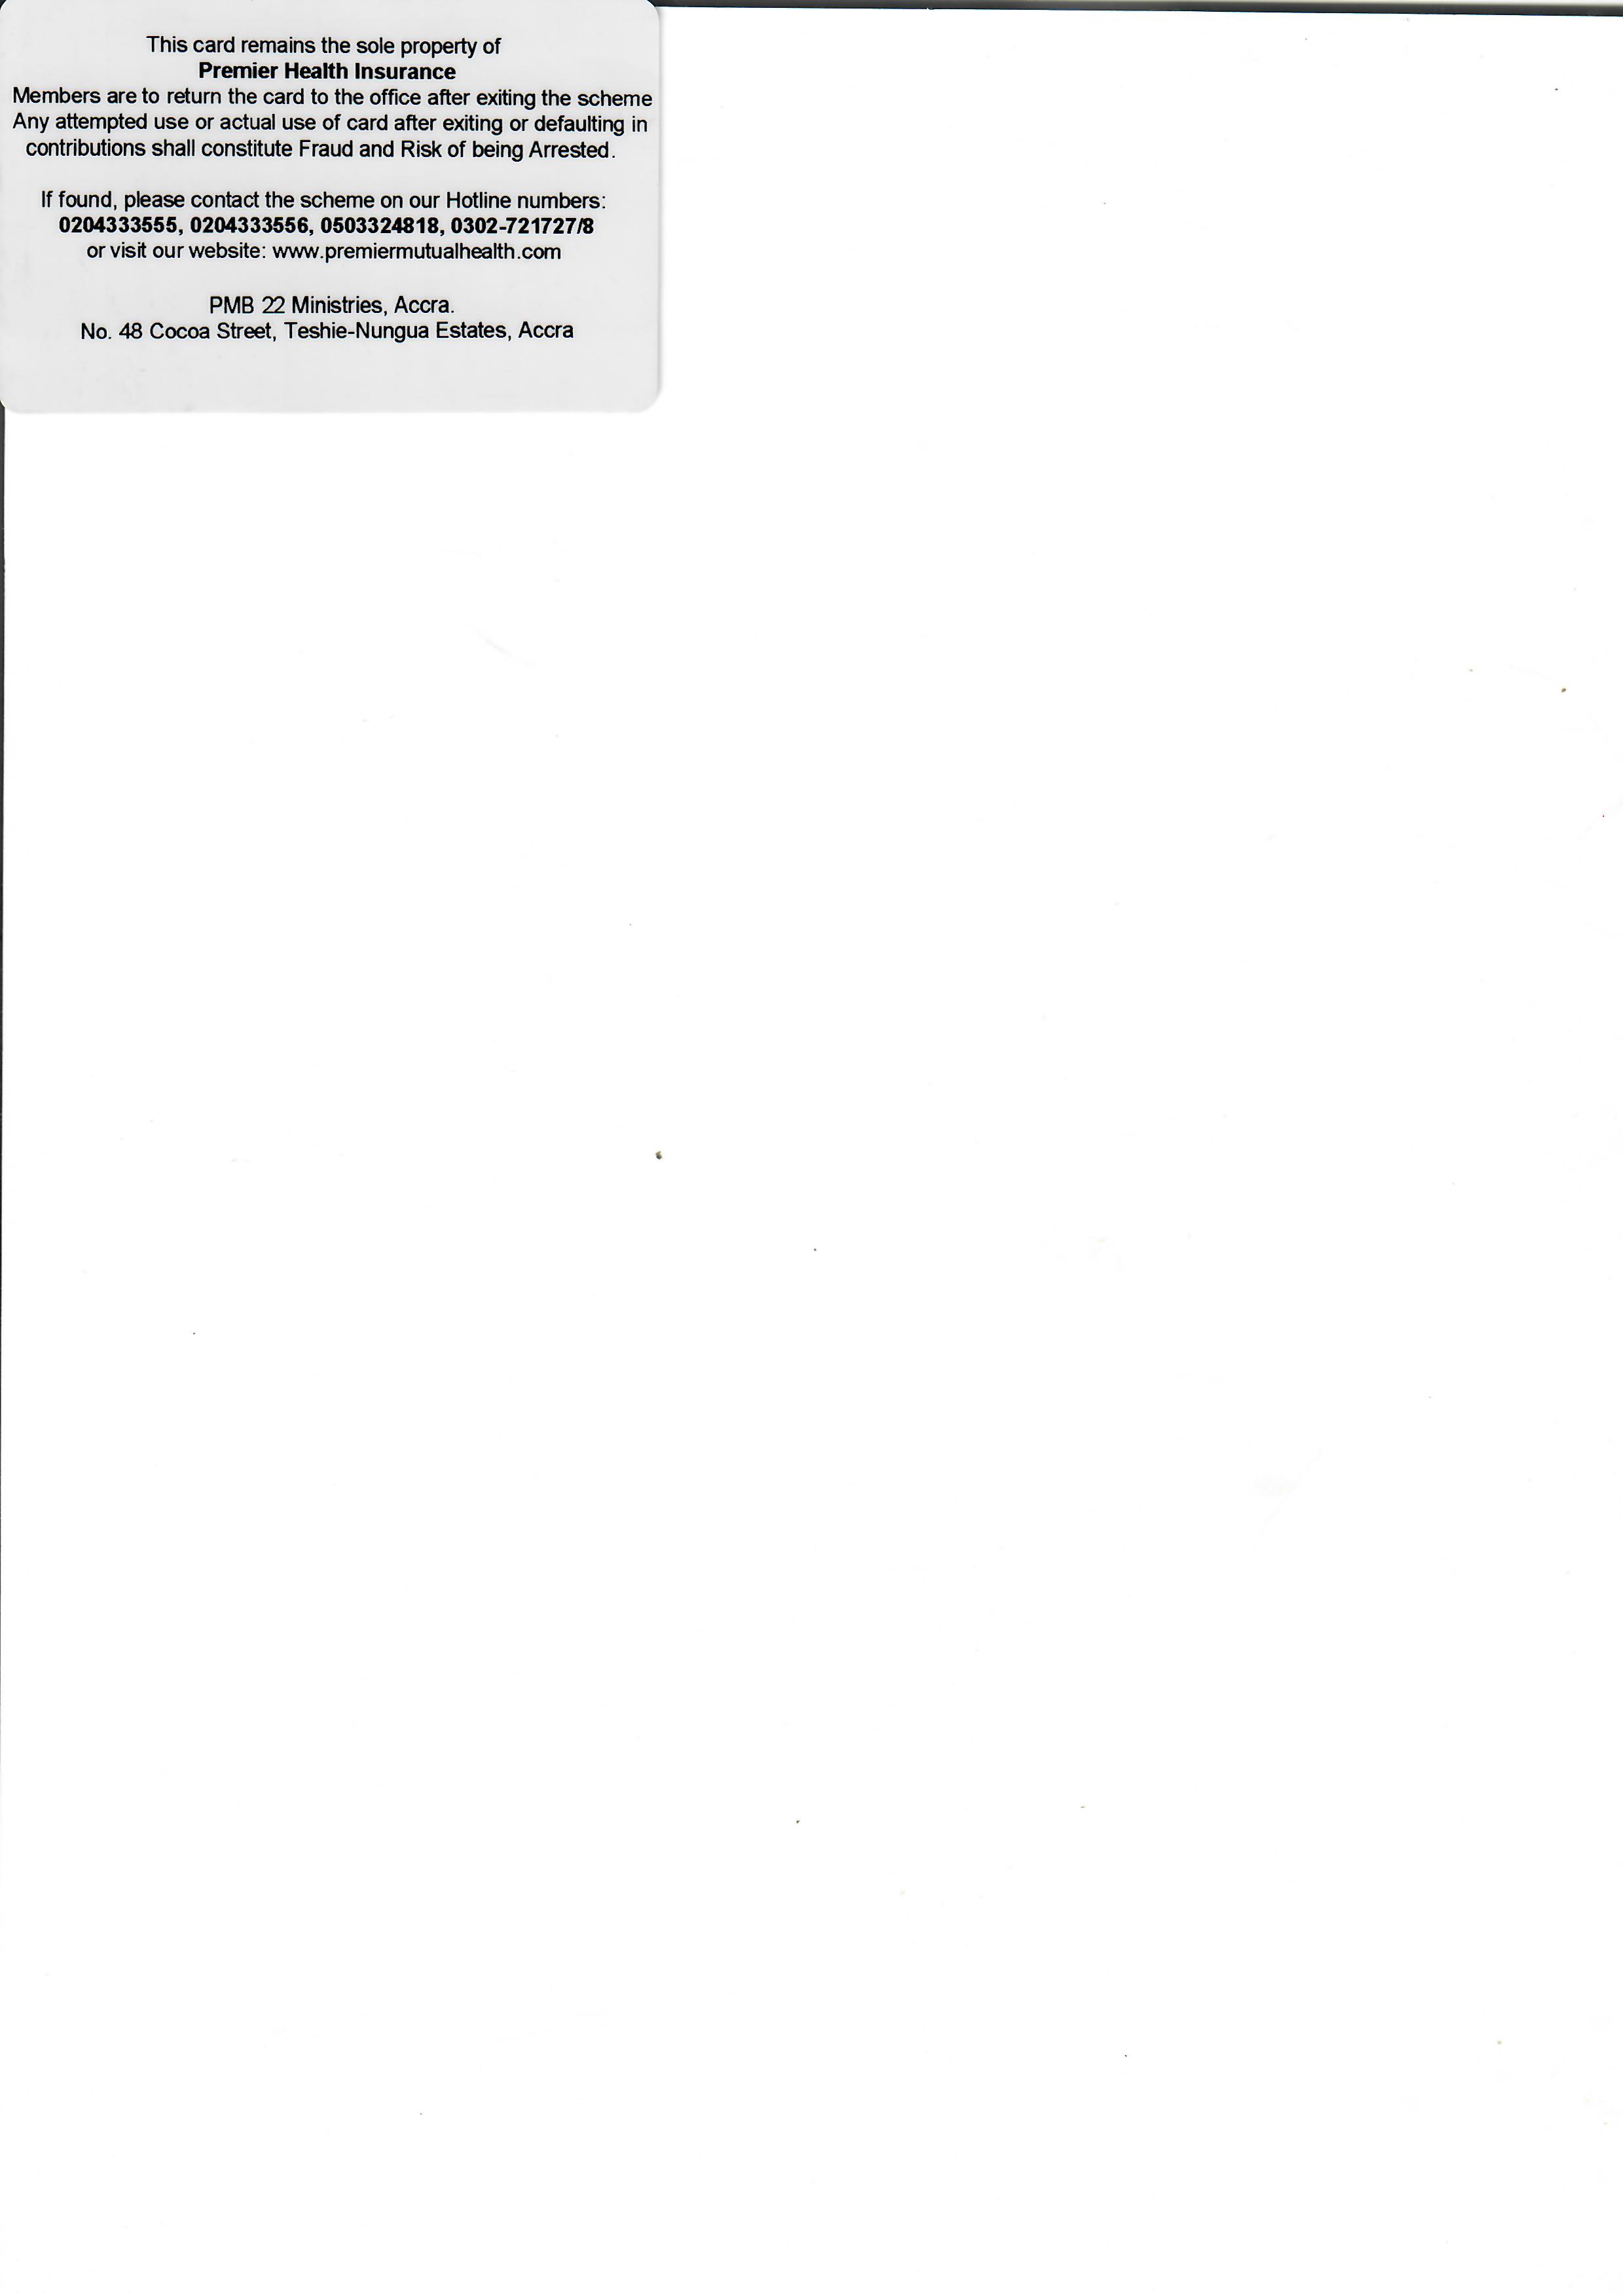 This card remains the sole property of
Premier Health Insurance
Members are to return the card to the office after exiting the scheme
Any attempted use or actual use of card after exiting or defaulting in
contributions shall constitute Fraud and Risk of being Arrested.
If found, please contact the scheme on our Hotline numbers:
0204333555, 0204333556, 0503324818, 0302-721727/8
or visit our website: www.premiermutualhealth.com
PMB 22 Ministries, Accra.
No. 48 Cocoa Street, Teshie-Nungua Estates, Accra